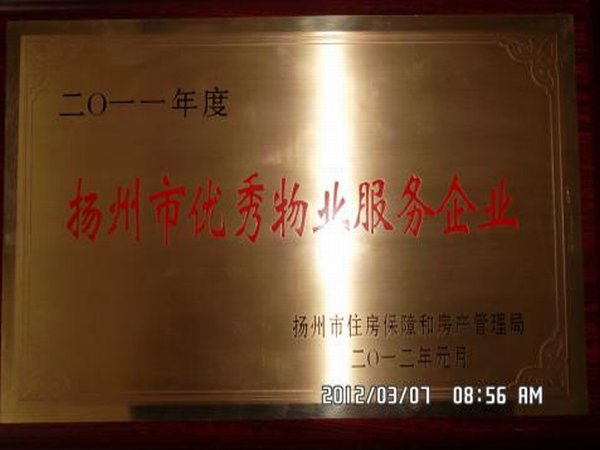 二〇一一年度
扬州市优秀物业服务企业
扬州市住房保障和房产管理局
二〇一二年元月
2012/03/07 08:56 AM